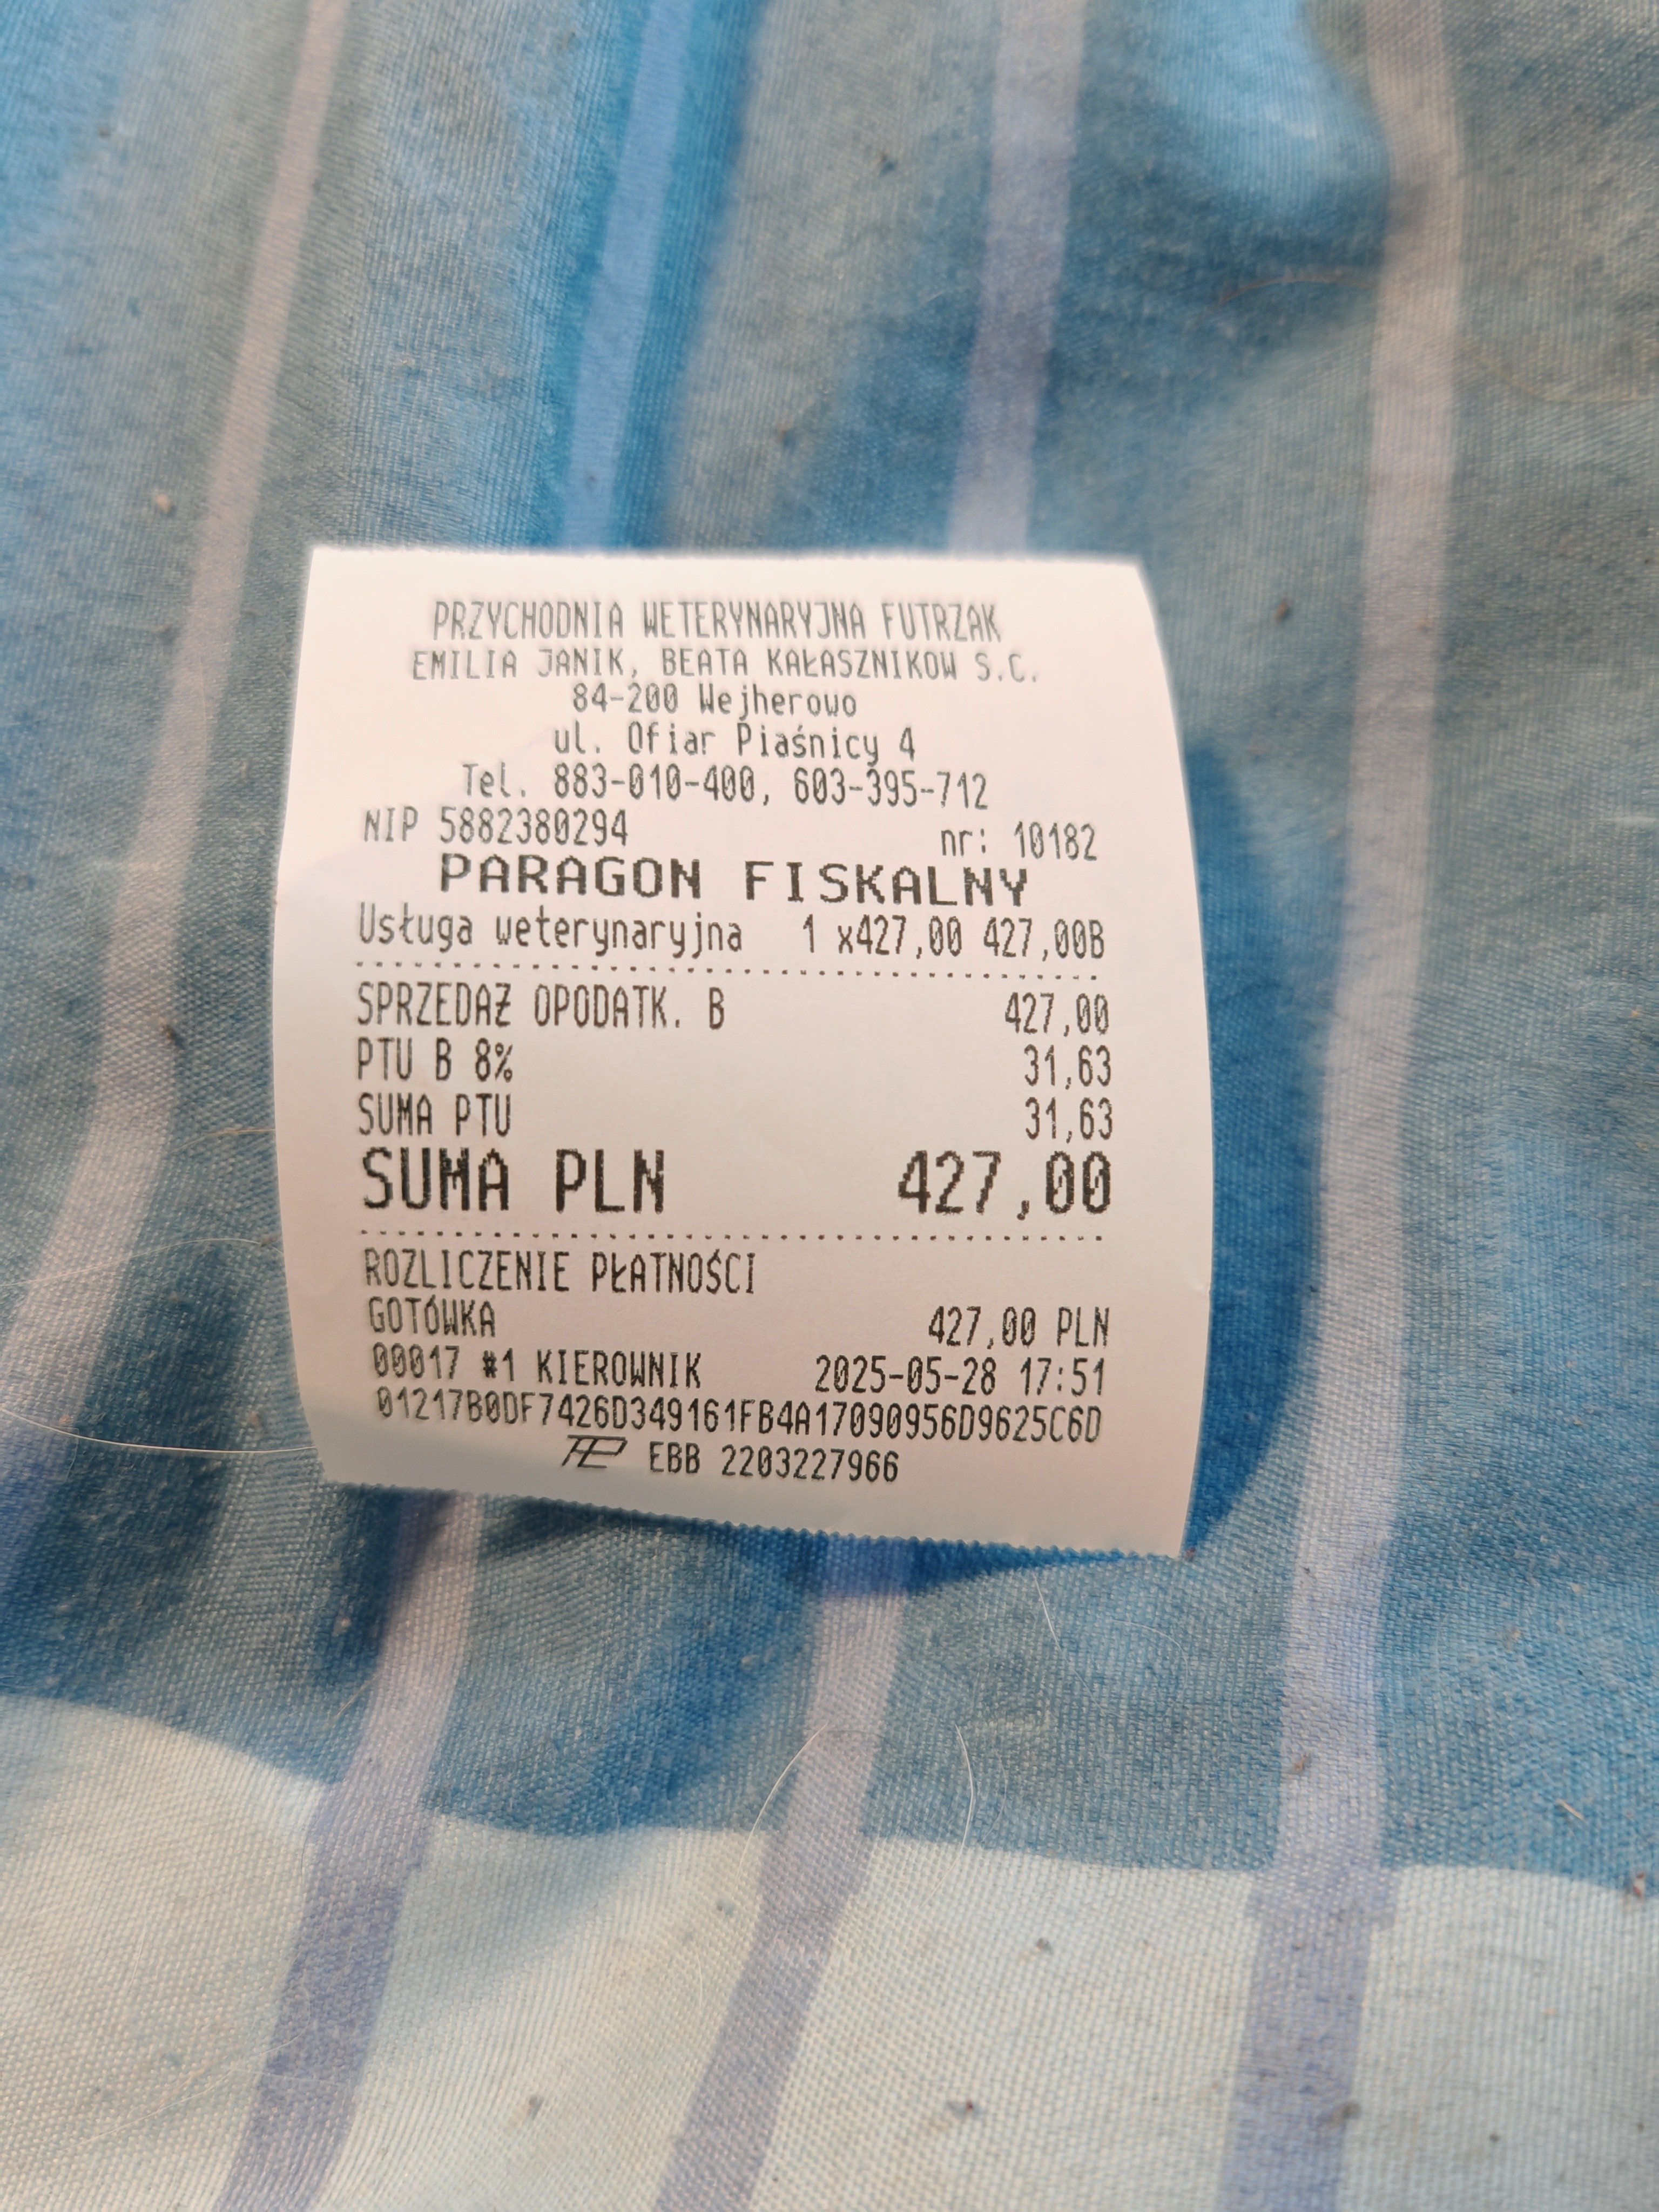 PRZYCHODNIA WETERYNARYJNA FUTRZAK
EMILIA JANIK, BEATA KAŁASZNIKOW S.C.
84-200 Wejherowo
ul. Ofiar Piaśnicy 4
Tel. 883-010-400, 603-395-712
NIP 5882380294 nr: 10182
PARAGON FISKALNY
Usługa weterynaryjna 1 x427,00 427,00B
SPRZEDAŻ OPODATK. B 427,00
PTU B 8% 31,63
SUMA PTU 31,63
SUMA PLN 427,00
ROZLICZENIE PŁATNOŚCI
GOTÓWKA 427,00 PLN
00017 #1 KIEROWNIK 2025-05-28 17:51
01217B0DF7426D349161FB4A17090956D9625C6D
EBB 2203227966